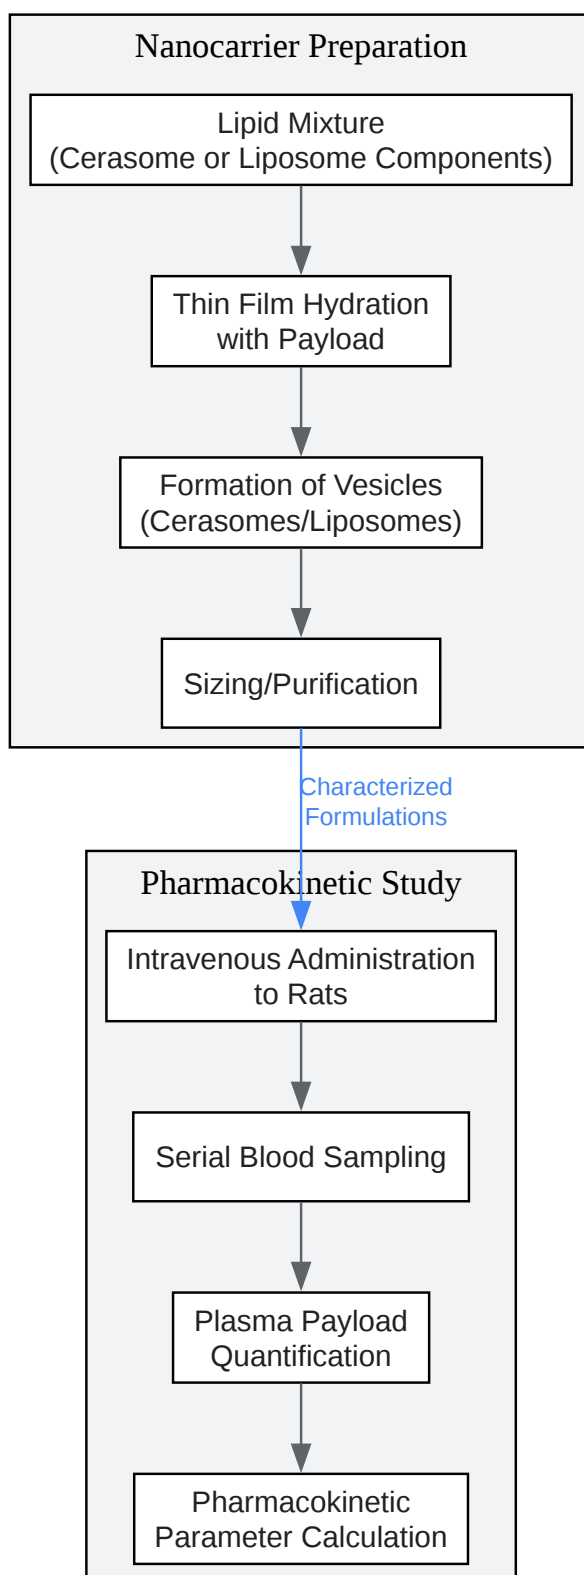 Nanocarrier Preparation
Lipid Mixture
(Cerasome or Liposome Components)
Thin Film Hydration
with Payload
Formation of Vesicles
(Cerasomes/Liposomes)
Sizing/Purification
Characterized
Formulations
Pharmacokinetic Study
Intravenous Administration
to Rats
Serial Blood Sampling
Plasma Payload
Quantification
Pharmacokinetic
Parameter Calculation